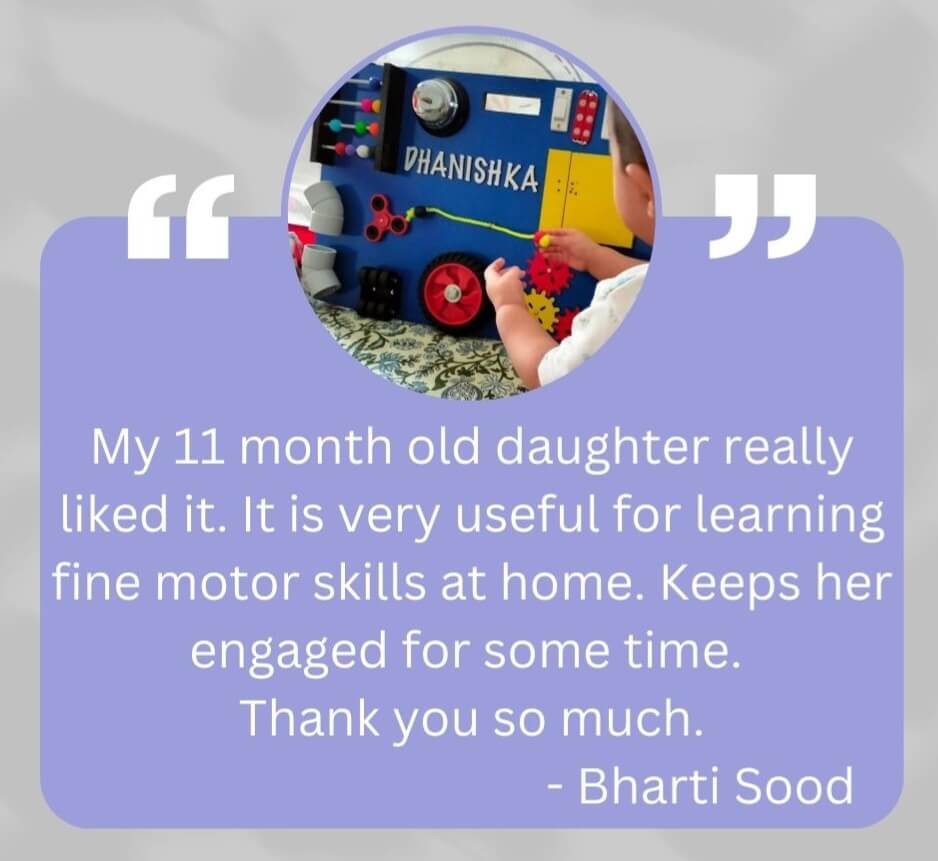 DHANISHKA
“ ”
My 11 month old daughter really
liked it. It is very useful for learning
fine motor skills at home. Keeps her
engaged for some time.
Thank you so much.
- Bharti Sood